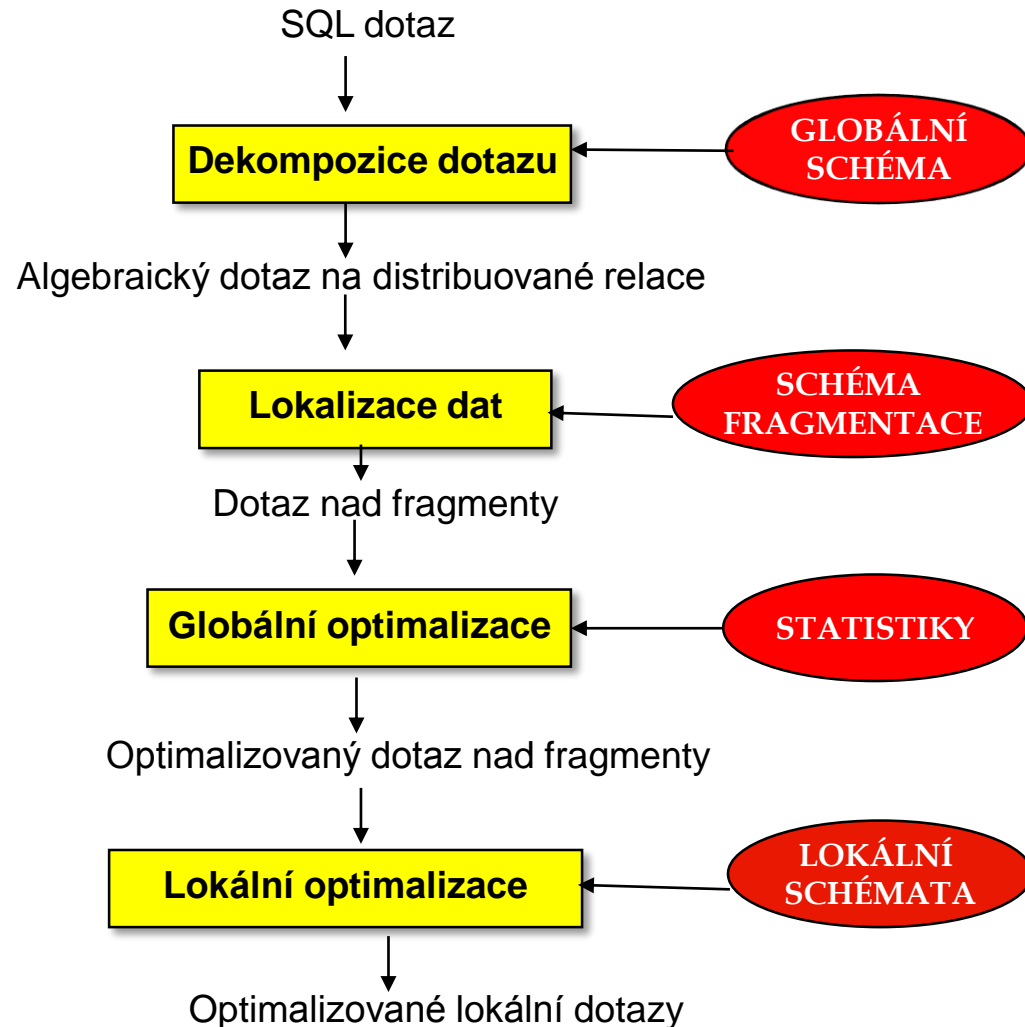 SQL dotaz
Dekompozice dotazu
GLOBÁLNÍ
SCHÉMA
Algebraický dotaz na distribuované relace
Lokalizace dat
SCHÉMA
FRAGMENTACE
Dotaz nad fragmenty
Globální optimalizace
STATISTIKY
Optimalizovaný dotaz nad fragmenty
Lokální optimalizace
LOKÁLNÍ
SCHÉMATA
Optimalizované lokální dotazy